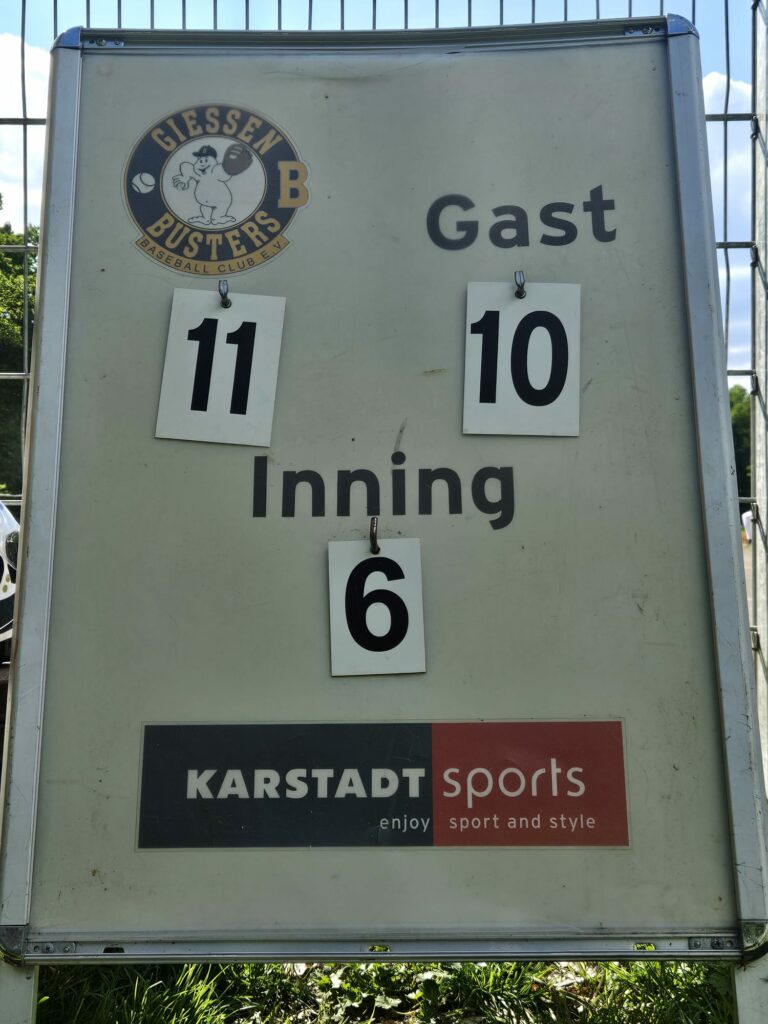 GIESSEN
B
BUSTERS
BASEBALL CLUB E.V.
Gast
11
10
Inning
6
KARSTADT sports
enjoy sport and style